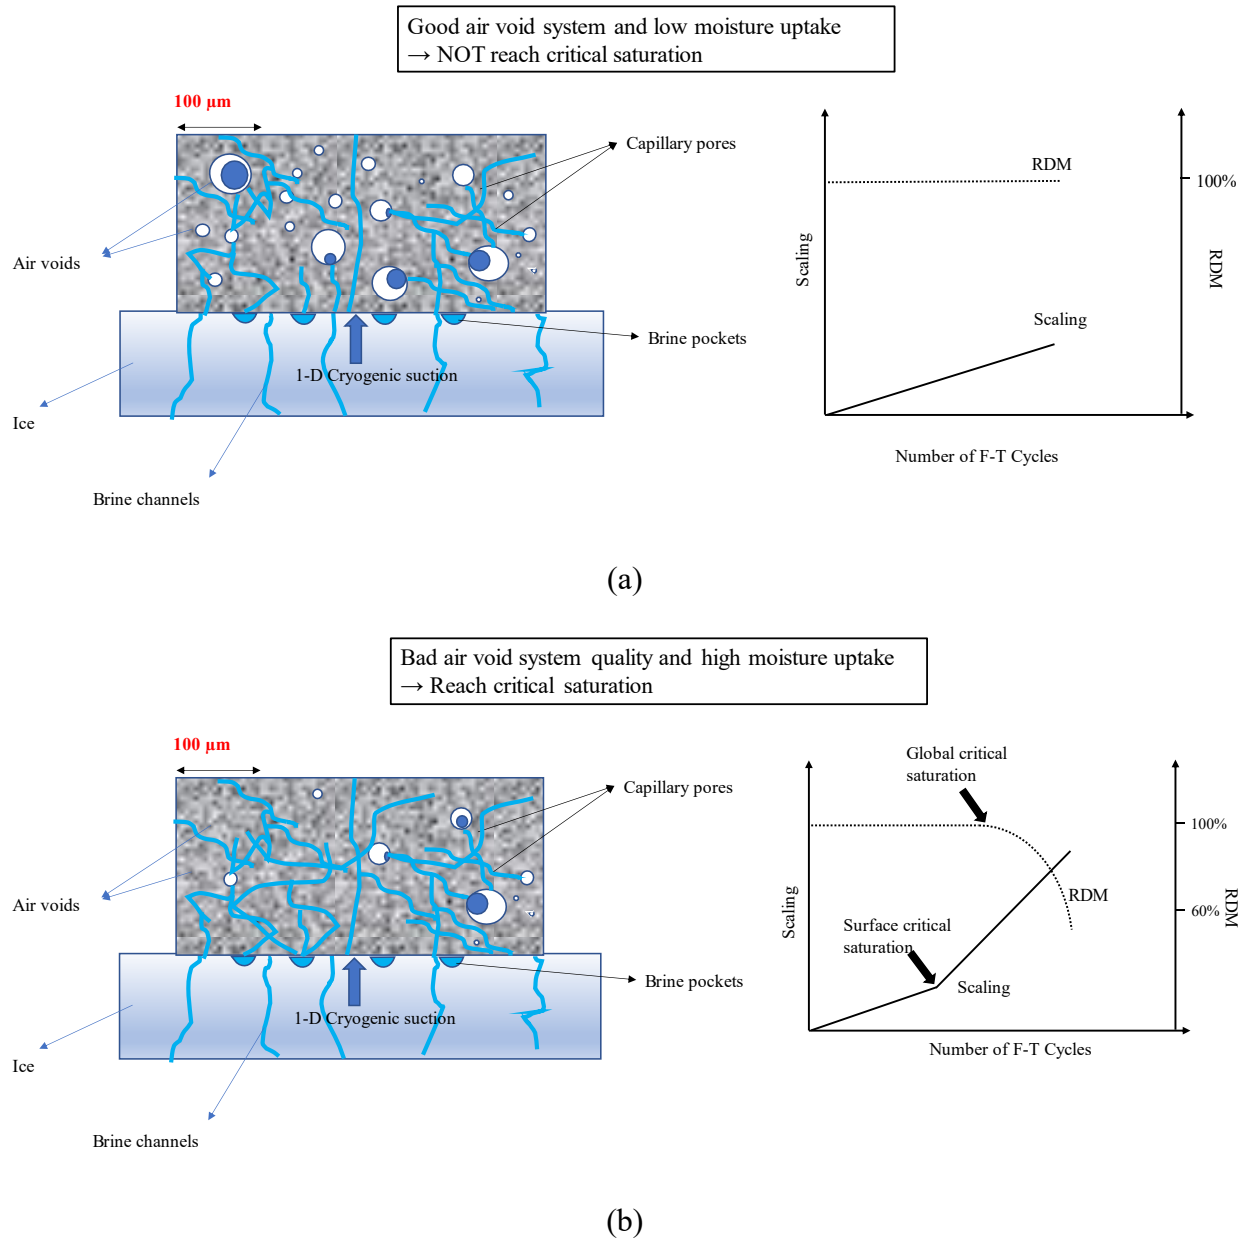 Good air void system and low moisture uptake
→ NOT reach critical saturation
100 μm
Capillary pores
Air voids
Brine pockets
1-D Cryogenic suction
Ice
Brine channels
Scaling
RDM
100%
RDM
Scaling
Number of F-T Cycles
(a)
Bad air void system quality and high moisture uptake
→ Reach critical saturation
100 μm
Capillary pores
Air voids
Brine pockets
1-D Cryogenic suction
Ice
Brine channels
Global critical
saturation
100%
Scaling
RDM
60%
RDM
Surface critical
saturation
Scaling
Number of F-T Cycles
(b)